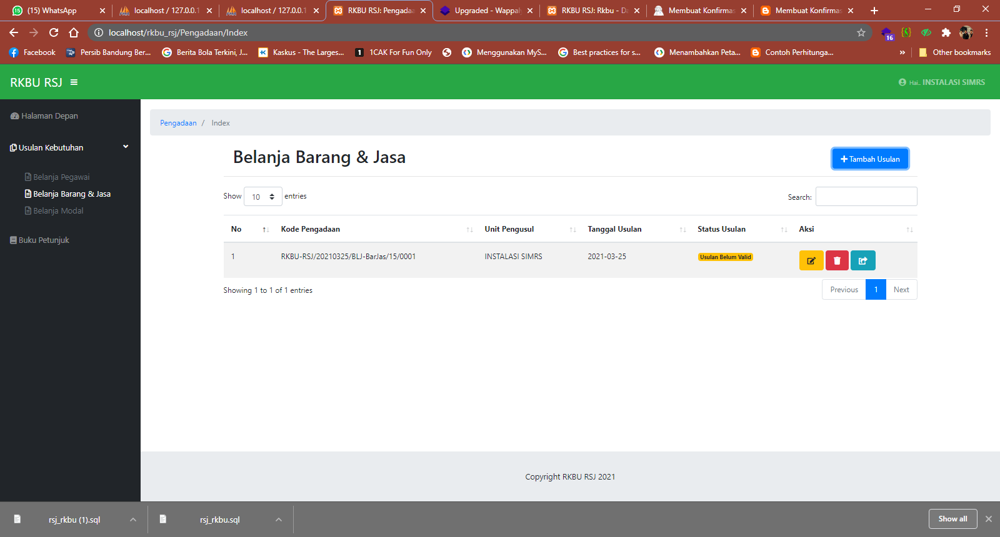 (15) WhatsApp
localhost / 127.0.0.1
localhost / 127.0.0.1
RKBU RSJ: Pengadaa
Upgraded - Wappal
RKBU RSJ: Rkbu - Da
Membuat Konfirmas
Membuat Konfirmas
localhost/rkbu_rsj/Pengadaan/Index
16
Facebook
Persib Bandung Ber...
Berita Bola Terkini, J...
Kaskus - The Larges...
1CAK For Fun Only
Menggunakan MyS...
Best practices for s...
Menambahkan Peta...
Contoh Perhitunga...
» Other bookmarks
RKBU RSJ
Hai.. INSTALASI SIMRS
Halaman Depan
Usulan Kebutuhan
Belanja Pegawai
Belanja Barang & Jasa
Belanja Modal
Buku Petunjuk
Pengadaan / Index
Belanja Barang & Jasa
+ Tambah Usulan
Show 10 entries
Search:
No Kode Pengadaan Unit Pengusul Tanggal Usulan Status Usulan Aksi
1 RKBU-RSJ/20210325/BLJ-BarJas/15/0001 INSTALASI SIMRS 2021-03-25 Usulan Belum Valid
Showing 1 to 1 of 1 entries
Previous 1 Next
Copyright RKBU RSJ 2021
rsj_rkbu (1).sql
rsj_rkbu.sql
Show all